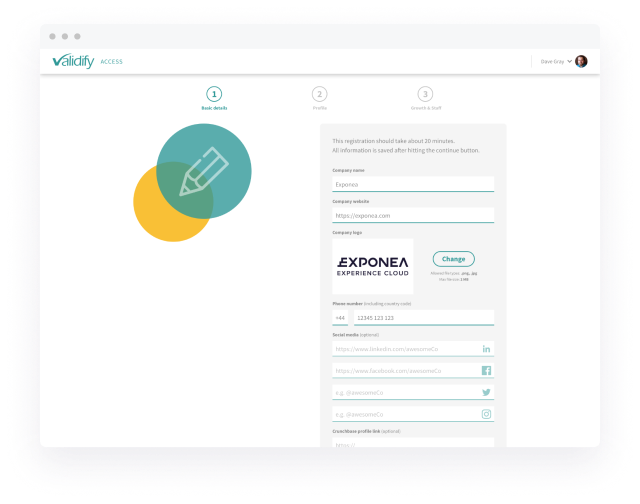 Validify ACCESS
Dave Gray
1
2
3
Basic details
Profile
Growth & Staff
This registration should take about 20 minutes.
All information is saved after hitting the continue button.
Company name
Exponea
Company website
https://exponea.com
Company logo
EXPONEA
EXPERIENCE CLOUD
Change
Allowed filetypes: .png, .jpg
Max filesize: 2 MB
Phone number (including country code)
+44
12345 123 123
Social media (optional)
https://www.linkedin.com/awesomeCo
in
https://www.facebook.com/awesomeCo
e.g. @awesomeCo
e.g. @awesomeCo
Crunchbase profile link (optional)
https://